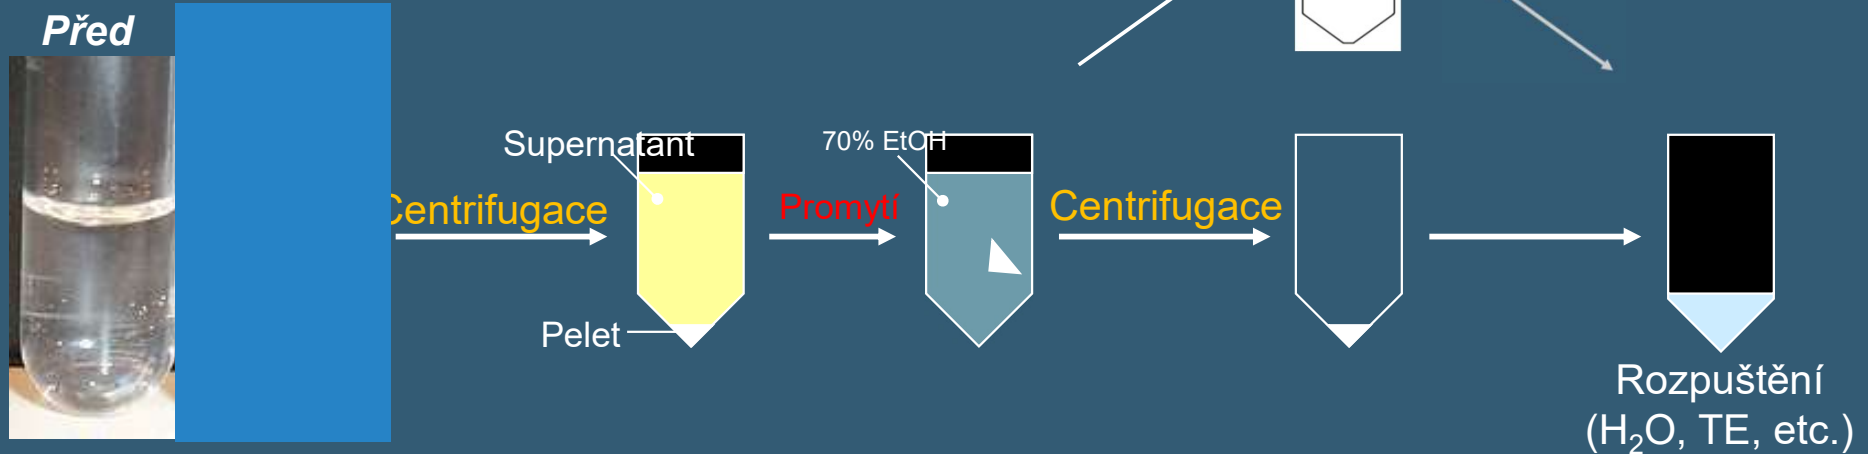 Před
Supernatant
70% EtOH
Centrifugace
Promytí
Centrifugace
Pelet
Rozpuštění
(H₂O, TE, etc.)